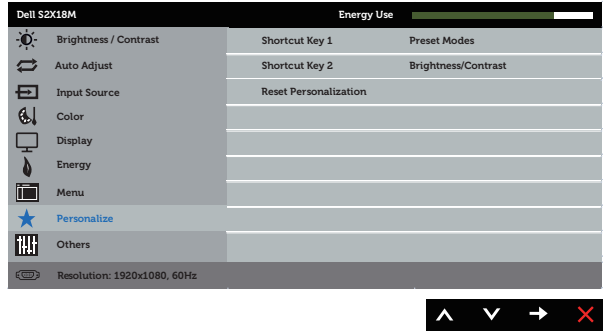 Dell S2X18M Energy Use
Brightness / Contrast Shortcut Key 1 Preset Modes
Auto Adjust Shortcut Key 2 Brightness/Contrast
Input Source Reset Personalization
Color
Display
Energy
Menu
Personalize
Others
Resolution: 1920x1080, 60Hz